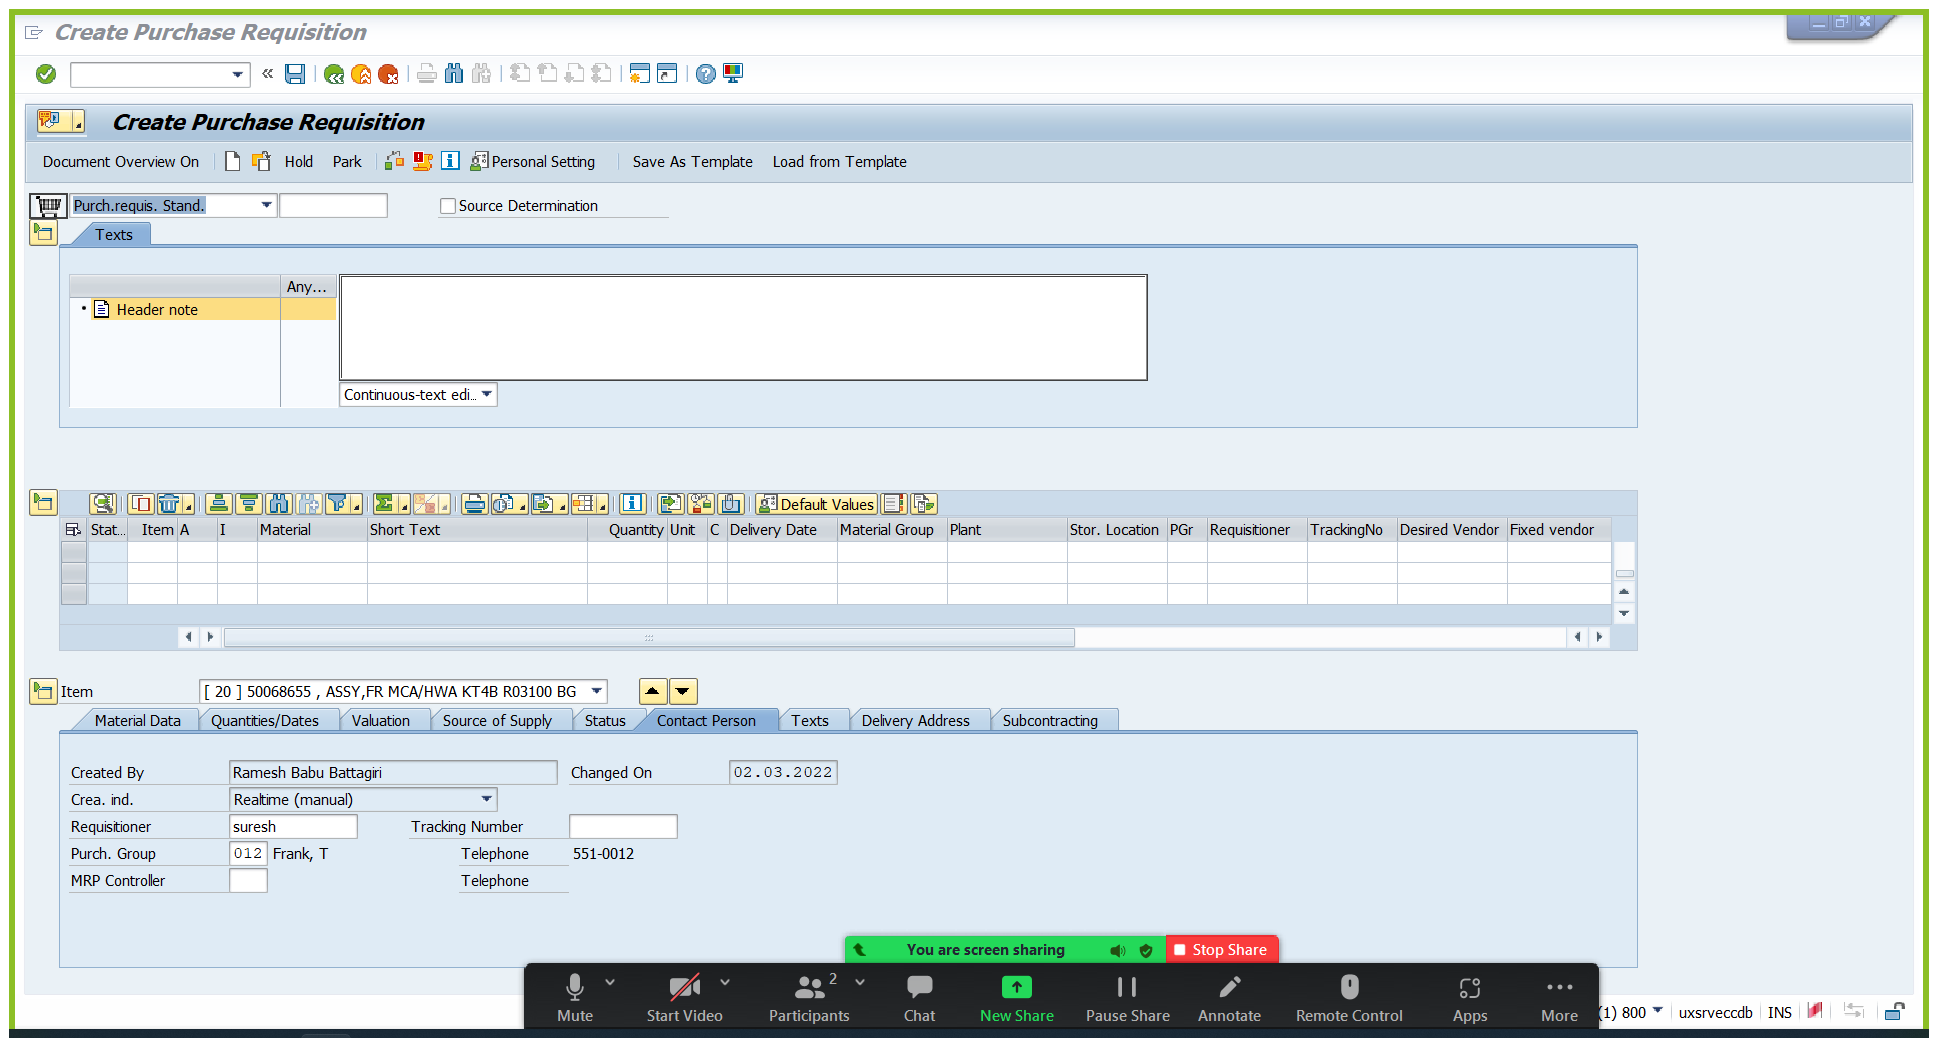 Create Purchase Requisition
Create Purchase Requisition
Document Overview On Hold Park Personal Setting Save As Template Load from Template
Purch.requis. Stand. Source Determination
Texts
Any...
Header note
Continuous-text edi..
Default Values
Stat... Item A I Material Short Text Quantity Unit C Delivery Date Material Group Plant Stor. Location PGr Requisitioner TrackingNo Desired Vendor Fixed vendor
Item [ 20 ] 50068655 , ASSY,FR MCA/HWA KT4B R03100 BG
Material Data Quantities/Dates Valuation Source of Supply Status Contact Person Texts Delivery Address Subcontracting
Created By Ramesh Babu Battagiri Changed On 02.03.2022
Crea. ind. Realtime (manual)
Requisitioner suresh Tracking Number
Purch. Group 012 Frank, T Telephone 551-0012
MRP Controller Telephone
You are screen sharing Stop Share
2
Mute Start Video Participants Chat New Share Pause Share Annotate Remote Control Apps More
(1) 800 uxsrveccdb INS